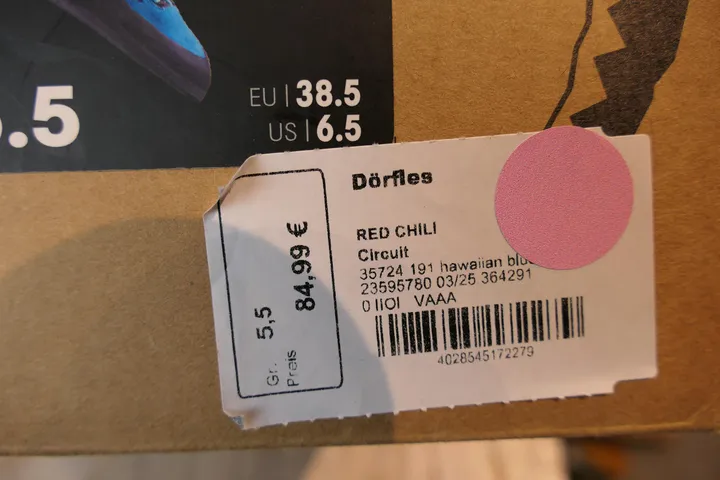 .5
EU | 38.5
US | 6.5
Dörfles
RED CHILI
Circuit
35724 191 hawaiian
23595780 03/25 364291
0 IIOI VAAA
4028545172279
Gr. 5,5
Preis 84,99 €